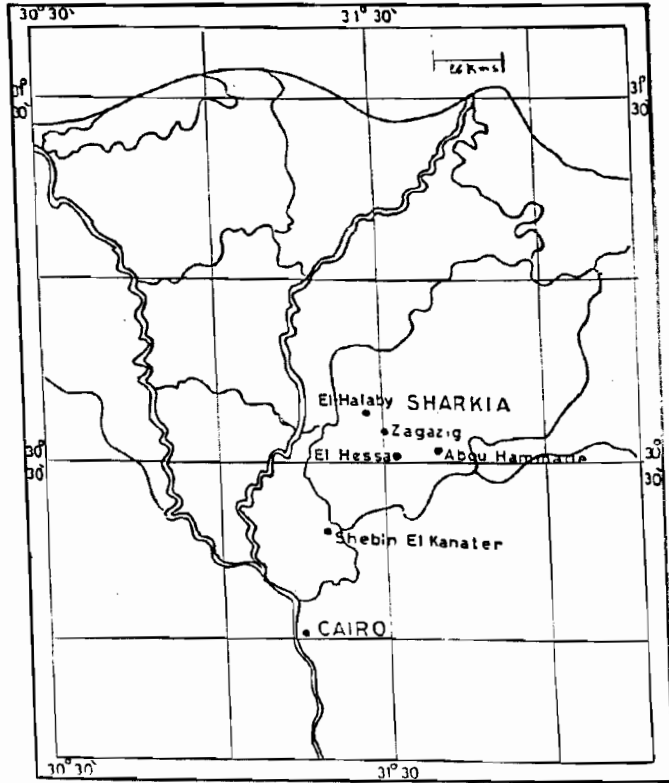 30° 30'
31° 30'
26 Kms
31°
30'
31°
30'
El-Halaby SHARKIA
Zagazig
El Hessa
Abou Hammade
30°
30'
30°
30'
Shebin El Kanater
CAIRO
30° 30'
31° 30